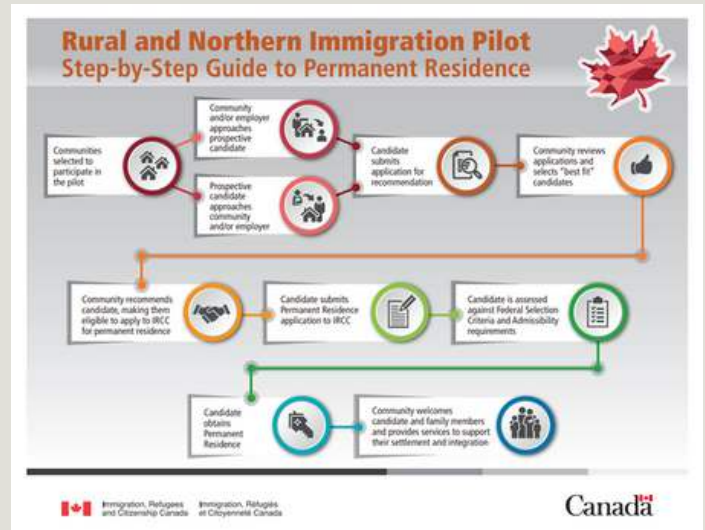 Rural and Northern Immigration Pilot
Step-by-Step Guide to Permanent Residence
Communities
selected to
participate in
the pilot
Community
and/or employer
approaches
prospective
candidate
Prospective
candidate
approaches
community
and/or employer
Candidate
submits
application for
recommendation
Community reviews
applications and
selects "best fit"
candidates
Community recommends
candidate, making them
eligible to apply to IRCC
for permanent residence
Candidate submits
Permanent Residence
application to IRCC
Candidate is assessed
against Federal Selection
Criteria and Admissibility
requirements
Candidate
obtains
Permanent
Residence
Community welcomes
candidate and family members
and provides services to support
their settlement and integration
Immigration, Refugees
and Citizenship Canada
Immigration, Réfugiés
et Citoyenneté Canada
Canada